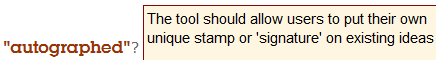 "autographed"?
The tool should allow users to put their own
unique stamp or 'signature' on existing ideas